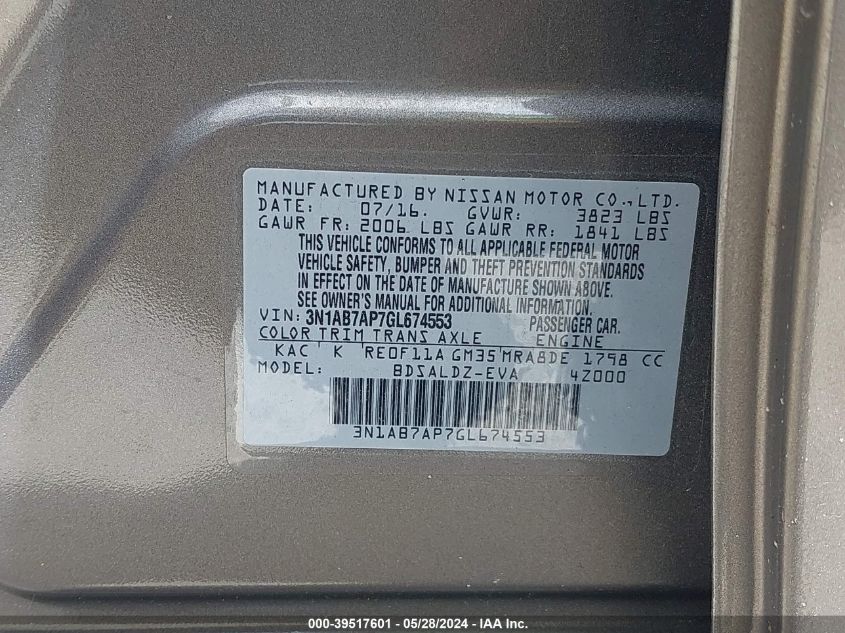 MANUFACTURED BY NISSAN MOTOR CO., LTD.
DATE: 07/16. GVWR: 3823 LBS
GAWR FR: 2006 LBS GAWR RR: 1841 LBS
THIS VEHICLE CONFORMS TO ALL APPLICABLE FEDERAL MOTOR
VEHICLE SAFETY, BUMPER AND THEFT PREVENTION STANDARDS
IN EFFECT ON THE DATE OF MANUFACTURE SHOWN ABOVE.
SEE OWNER'S MANUAL FOR ADDITIONAL INFORMATION.
VIN: 3N1AB7AP7GL674553 PASSENGER CAR.
COLOR TRIM TRANS AXLE ENGINE
KAC K RE0F11A GM35 MRA8DE 1798 CC
MODEL: BDSALDZ-EVA 4Z000
3N1AB7AP7GL674553
000-39517601 - 05/28/2024 - IAA Inc.